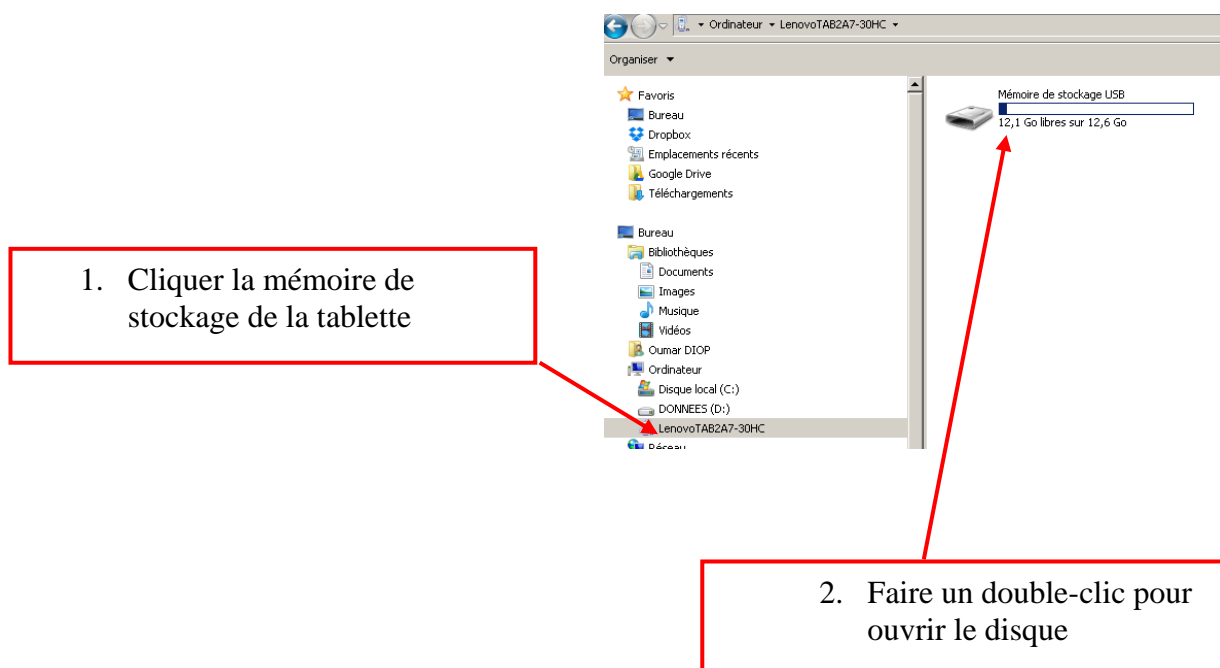 Ordinateur LenovoTAB2A7-30HC
Organiser
Favoris
Bureau
Dropbox
Emplacements récents
Google Drive
Téléchargements
Bureau
Bibliothèques
Documents
Images
Musique
Vidéos
Oumar DIOP
Ordinateur
Disque local (C:)
DONNEES (D:)
LenovoTAB2A7-30HC
Réseau
Mémoire de stockage USB
12,1 Go libres sur 12,6 Go
1. Cliquer la mémoire de
stockage de la tablette
2. Faire un double-clic pour
ouvrir le disque